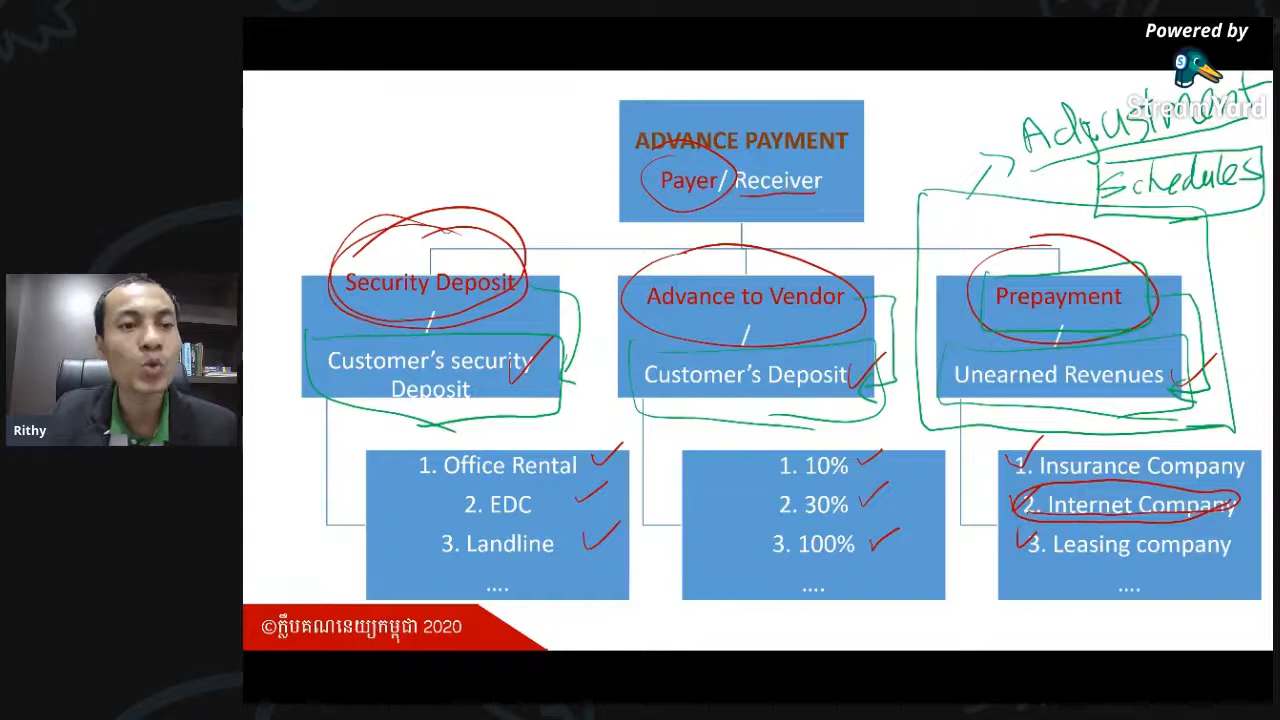 Powered by
StreamYard
Adjustment
Schedules
ADVANCE PAYMENT
Payer/ Receiver
Security Deposit
/
Customer's security
Deposit
Advance to Vendor
/
Customer's Deposit
Prepayment
/
Unearned Revenues
1. Office Rental
2. EDC
3. Landline
....
1. 10%
2. 30%
3. 100%
....
1. Insurance Company
2. Internet Company
3. Leasing company
....
Rithy
©ក្លឹបគណនេយ្យកម្ពុជា 2020